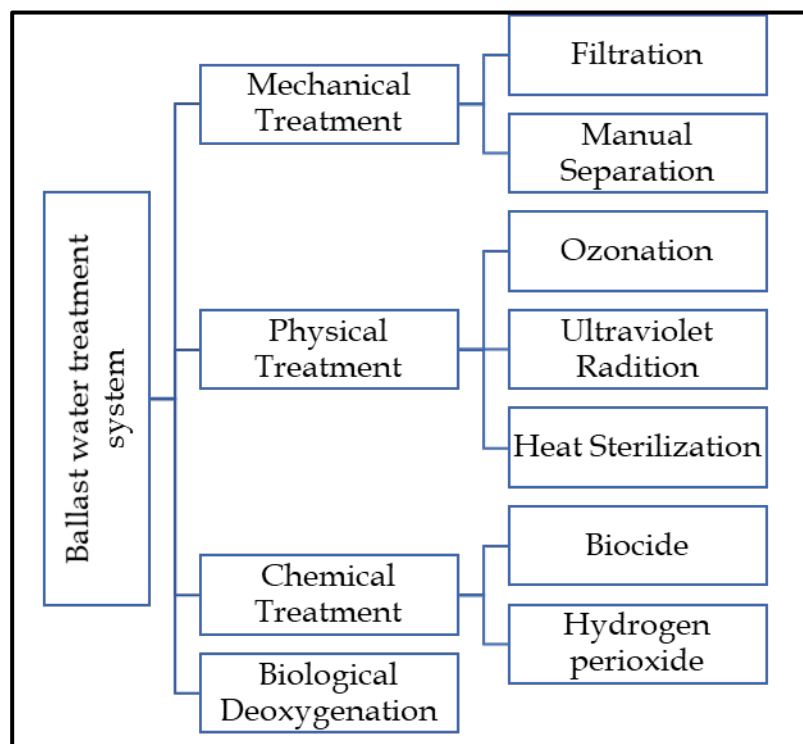 Ballast water treatment
system
Mechanical
Treatment
Filtration
Manual
Separation
Physical
Treatment
Ozonation
Ultraviolet
Radition
Heat Sterilization
Chemical
Treatment
Biocide
Hydrogen
perioxide
Biological
Deoxygenation